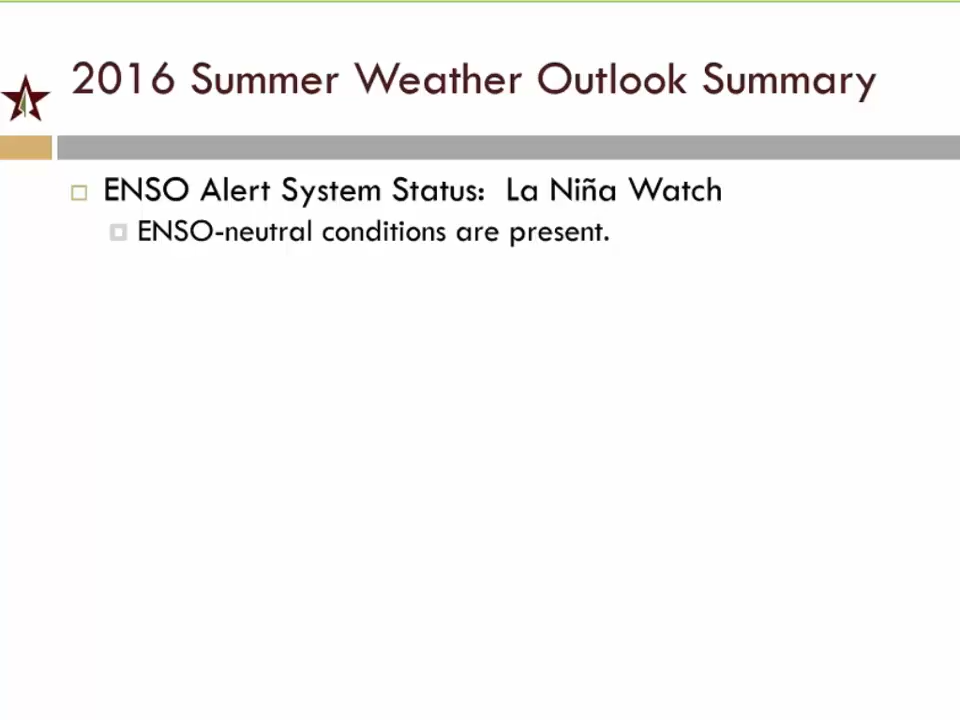 2016 Summer Weather Outlook Summary
ENSO Alert System Status:  La Niña Watch
ENSO-neutral conditions are present.